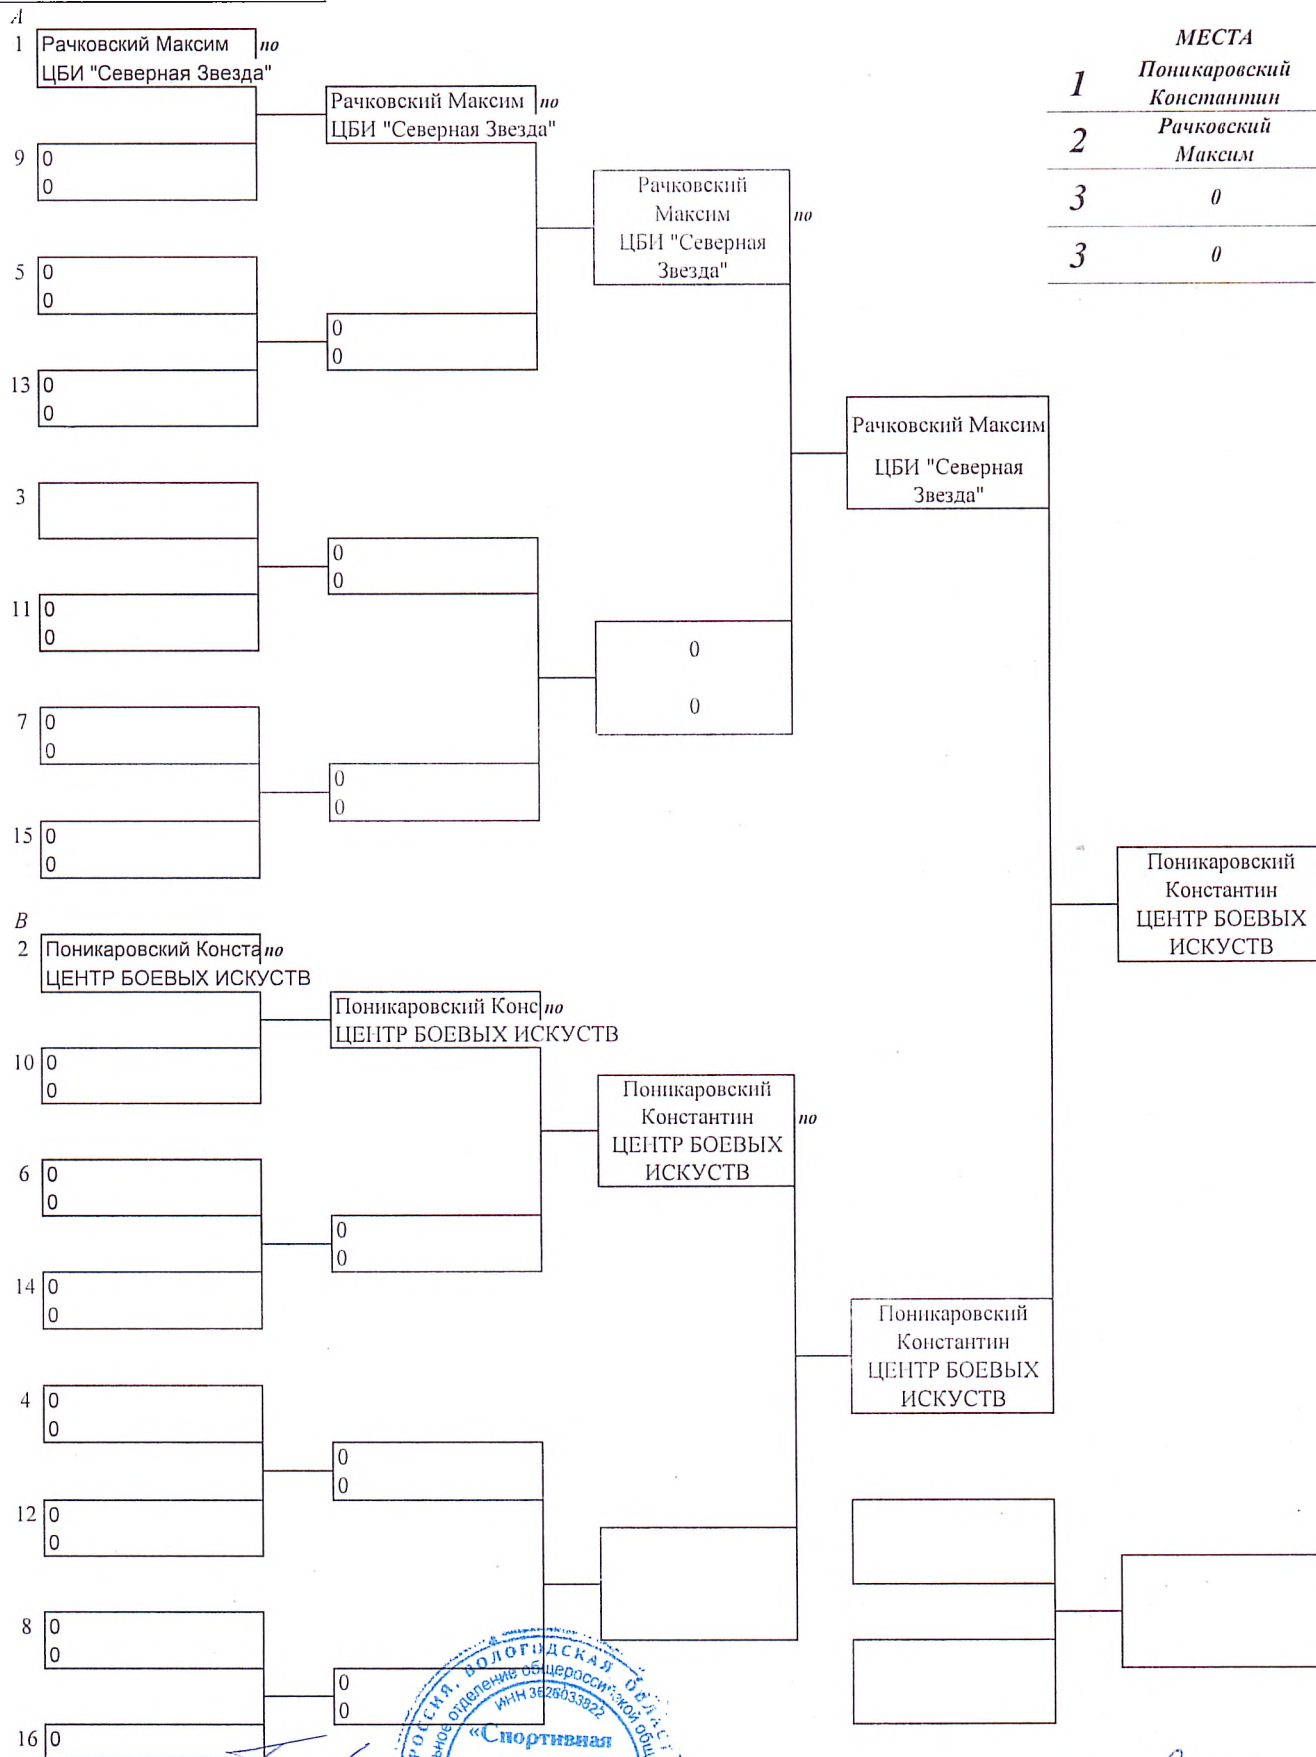 A
1 Рачковский Максим по
ЦБИ "Северная Звезда"
Рачковский Максим по
ЦБИ "Северная Звезда"
9 0
0
Рачковский
Максим по
ЦБИ "Северная
Звезда"
5 0
0
0
0
13 0
0
МЕСТА
1 Поникаровский
Константин
2 Рачковский
Максим
3 0
3 0
Рачковский Максим
ЦБИ "Северная
Звезда"
3
0
0
11 0
0
0
0
7 0
0
0
0
15 0
0
Поникаровский
Константин
ЦЕНТР БОЕВЫХ
ИСКУСТВ
B
2 Поникаровский Конста по
ЦЕНТР БОЕВЫХ ИСКУСТВ
Поникаровский Конс по
ЦЕНТР БОЕВЫХ ИСКУСТВ
10 0
0
Поникаровский
Константин по
ЦЕНТР БОЕВЫХ
ИСКУСТВ
6 0
0
0
0
14 0
0
Поникаровский
Константин
ЦЕНТР БОЕВЫХ
ИСКУСТВ
4 0
0
0
0
12 0
0
8 0
0
0
0
16 0
РОССИЯ, ВОЛОГОДСКАЯ
отделение общероссийской
ИНН
«Спортивная